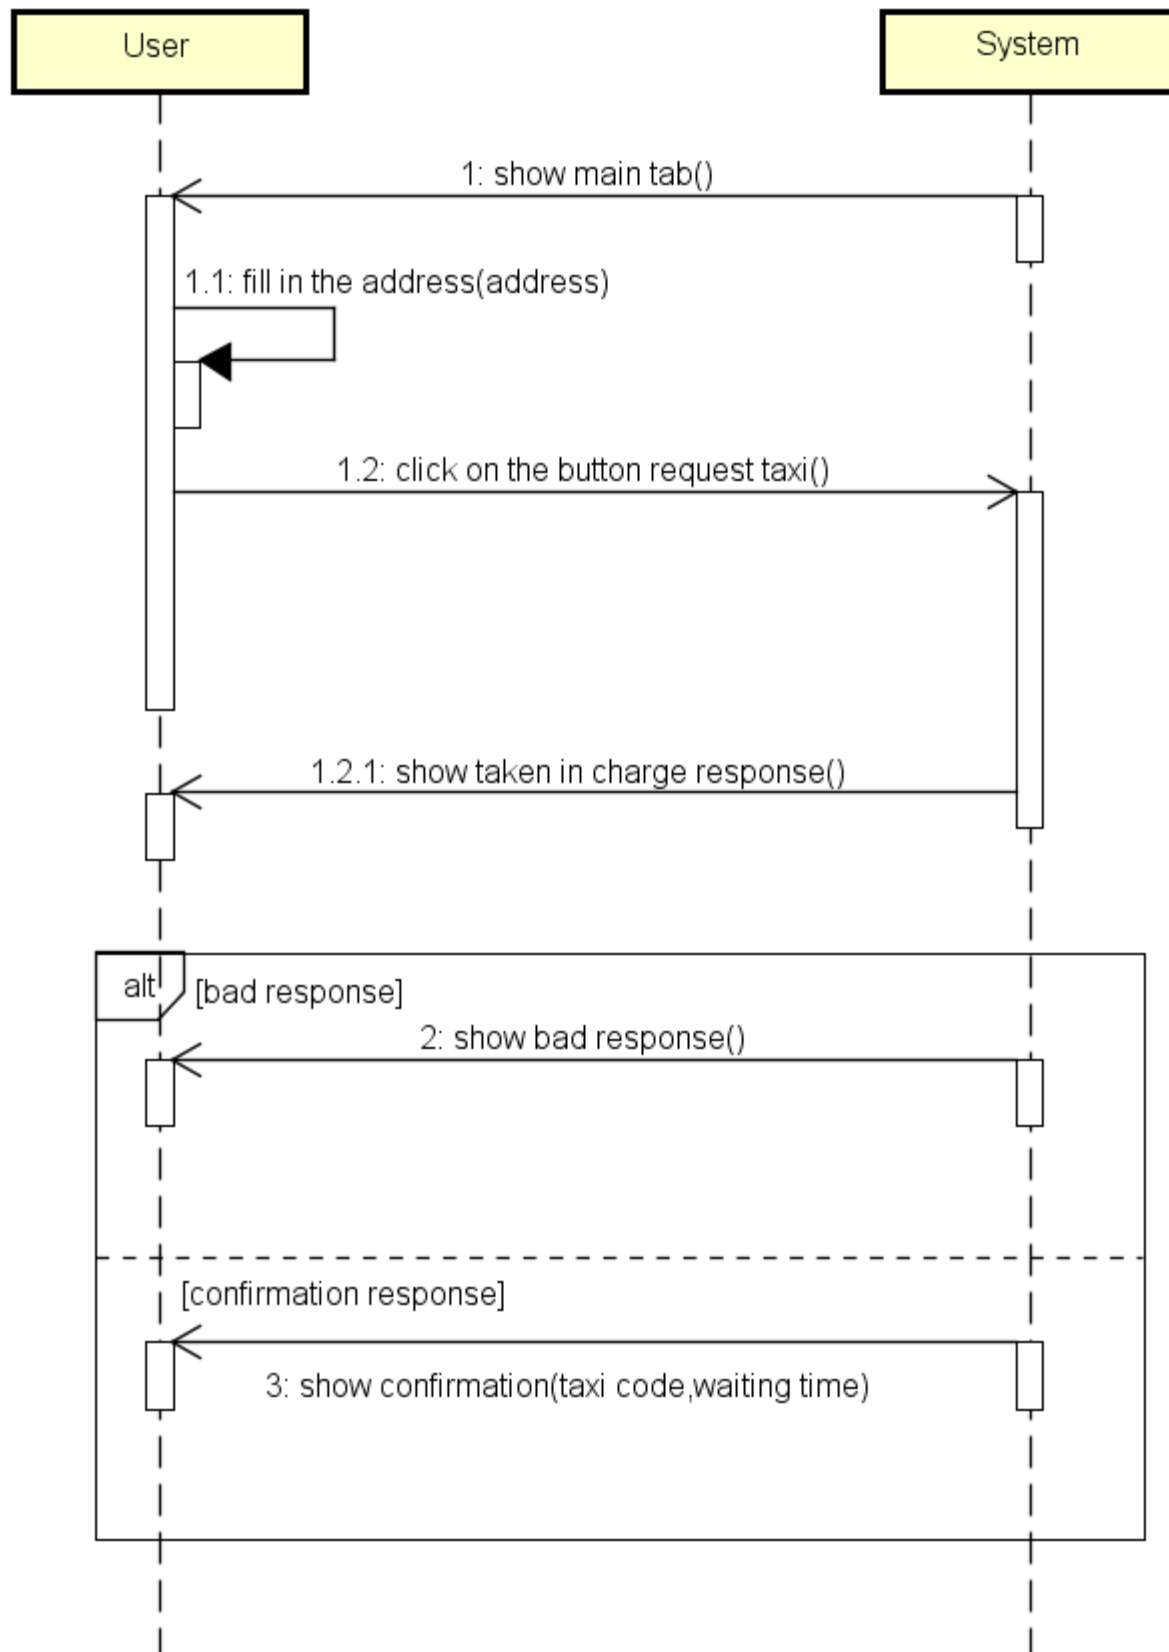 User
System
1: show main tab()
1.1: fill in the address(address)
1.2: click on the button request taxi()
1.2.1: show taken in charge response()
alt
[bad response]
2: show bad response()
[confirmation response]
3: show confirmation(taxi code,waiting time)